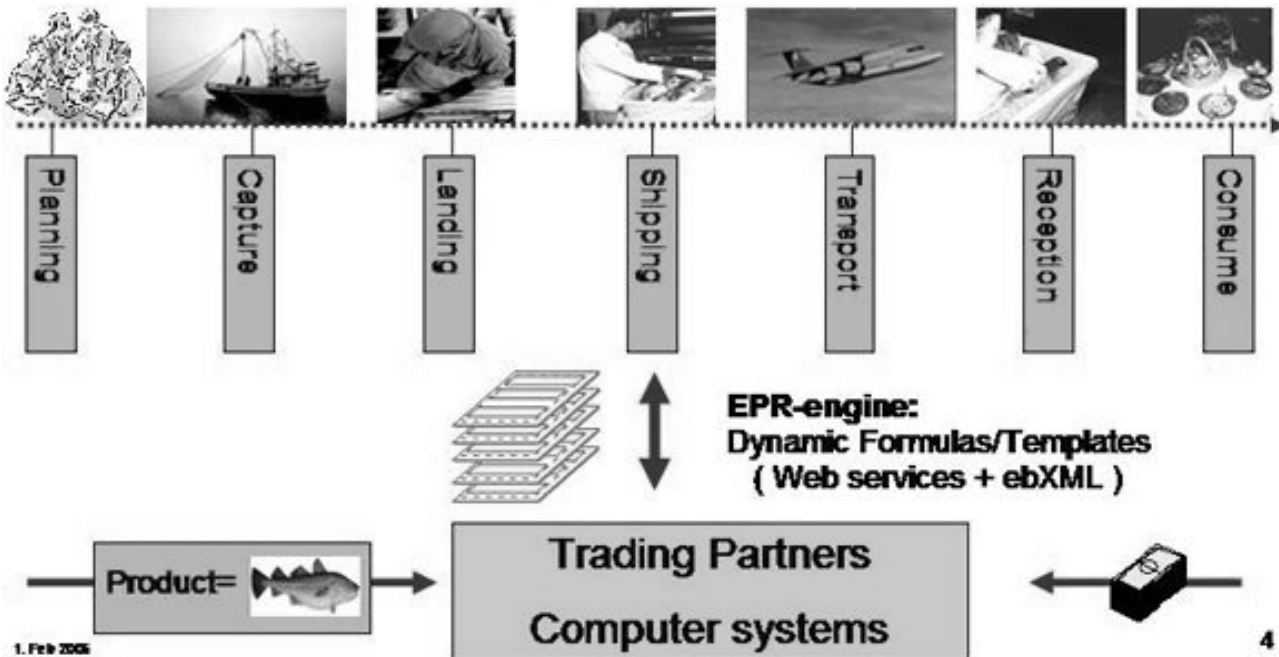 Planning
Capture
Landing
Shipping
Transport
Reception
Consume
EPR-engine:
Dynamic Formulas/Templates
( Web services + ebXML )
Product=
Trading Partners
Computer systems
1. Feb 2005
4